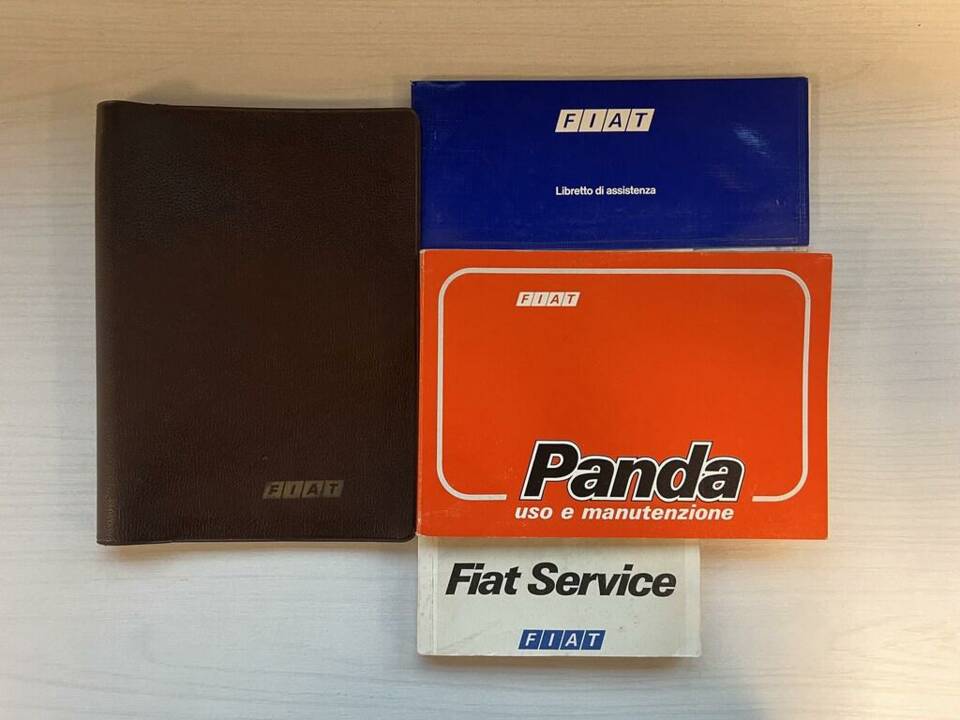 FIAT
FIAT
Libretto di assistenza
FIAT
Panda
uso e manutenzione
Fiat Service
FIAT